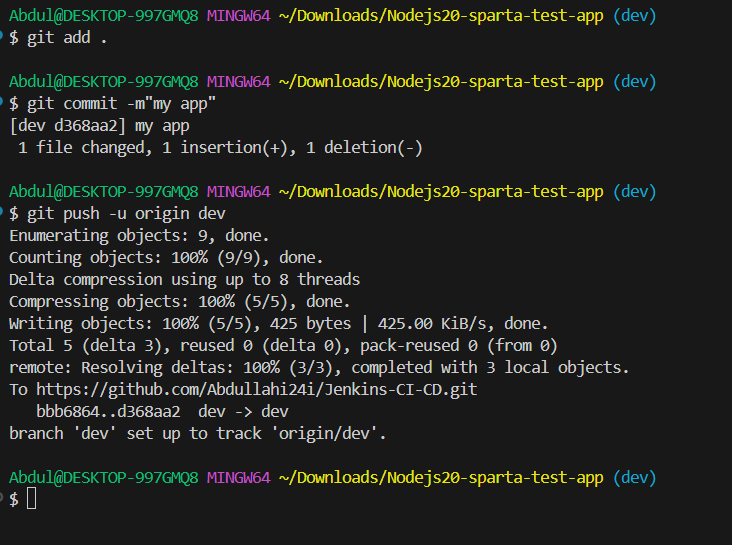 Abdul@DESKTOP-997GMQ8 MINGW64 ~/Downloads/Nodejs20-sparta-test-app (dev)
$ git add .
Abdul@DESKTOP-997GMQ8 MINGW64 ~/Downloads/Nodejs20-sparta-test-app (dev)
$ git commit -m"my app"
[dev d368aa2] my app
 1 file changed, 1 insertion(+), 1 deletion(-)
Abdul@DESKTOP-997GMQ8 MINGW64 ~/Downloads/Nodejs20-sparta-test-app (dev)
$ git push -u origin dev
Enumerating objects: 9, done.
Counting objects: 100% (9/9), done.
Delta compression using up to 8 threads
Compressing objects: 100% (5/5), done.
Writing objects: 100% (5/5), 425 bytes | 425.00 KiB/s, done.
Total 5 (delta 3), reused 0 (delta 0), pack-reused 0 (from 0)
remote: Resolving deltas: 100% (3/3), completed with 3 local objects.
To https://github.com/Abdullahi24i/Jenkins-CI-CD.git
   bbb6864..d368aa2  dev -> dev
branch 'dev' set up to track 'origin/dev'.
Abdul@DESKTOP-997GMQ8 MINGW64 ~/Downloads/Nodejs20-sparta-test-app (dev)
$